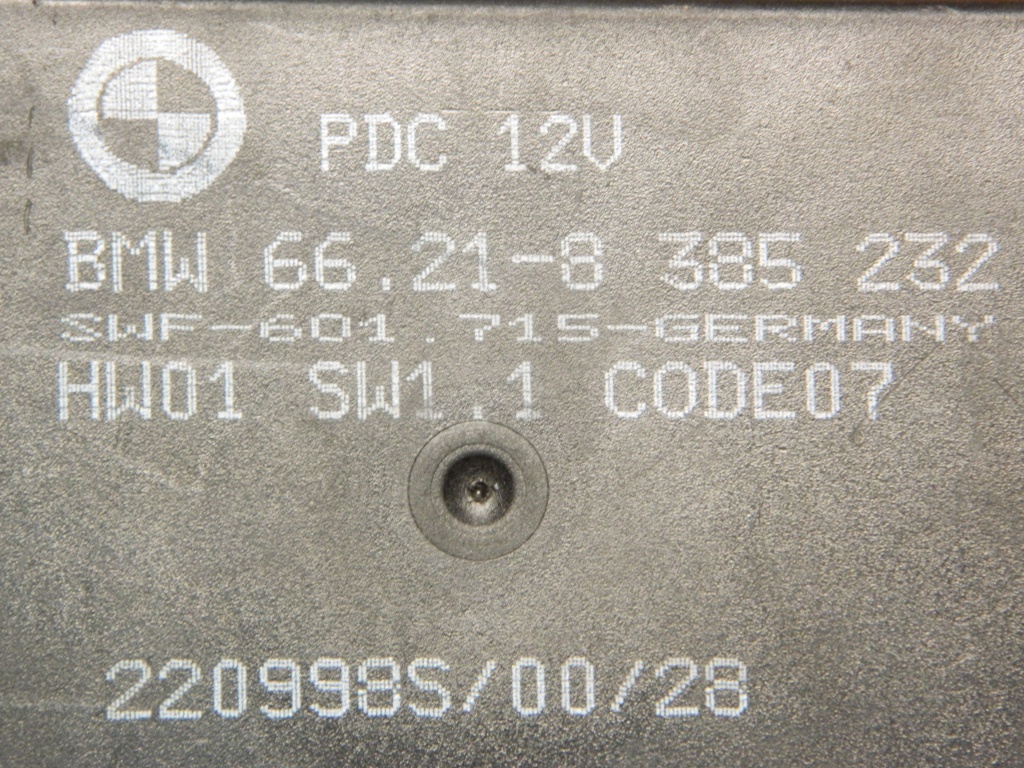 PDC 12V
BMW 66.21-8 385 232
SWF-601.715-GERMANY
HW01 SW1.1 CODE07
220998S/00/28